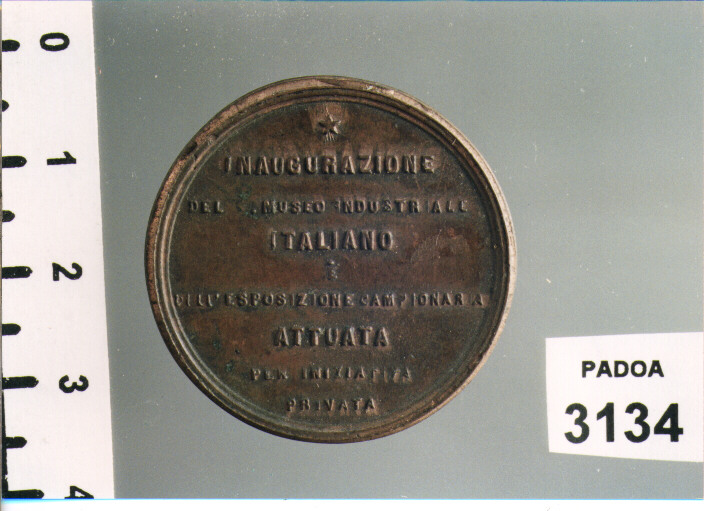 0
1
2
3
4
INAUGURAZIONE
DEL R. MUSEO INDUSTRIALE
ITALIANO
E
DELL'ESPOSIZIONE CAMPIONARIA
ATTUATA
PER INIZIATIVA
PRIVATA
PADOA
3134